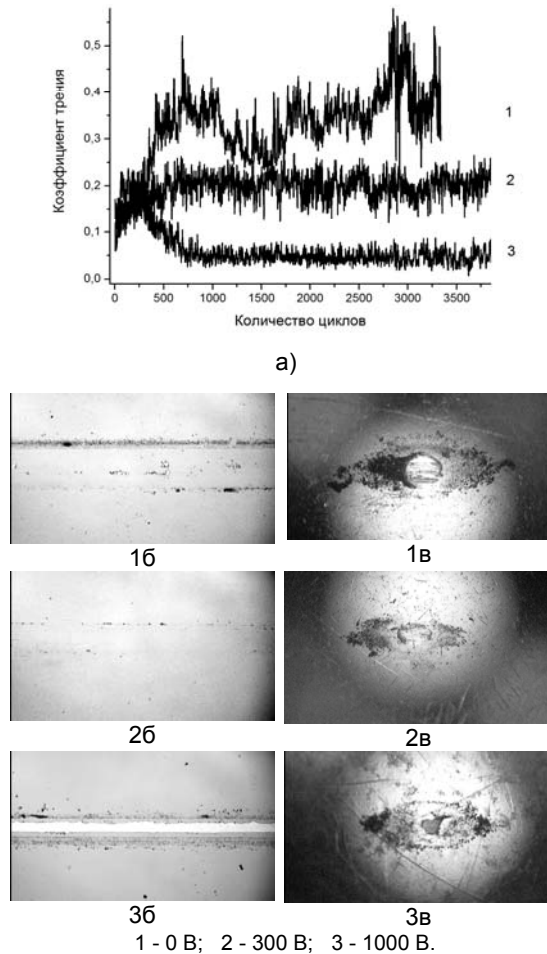 0,5
0,4
0,3
0,2
0,1
0,0
Коэффициент трения
1
2
3
0 500 1000 1500 2000 2500 3000 3500
Количество циклов
а)
1б 1в
2б 2в
3б 3в
1 - 0 В; 2 - 300 В; 3 - 1000 В.